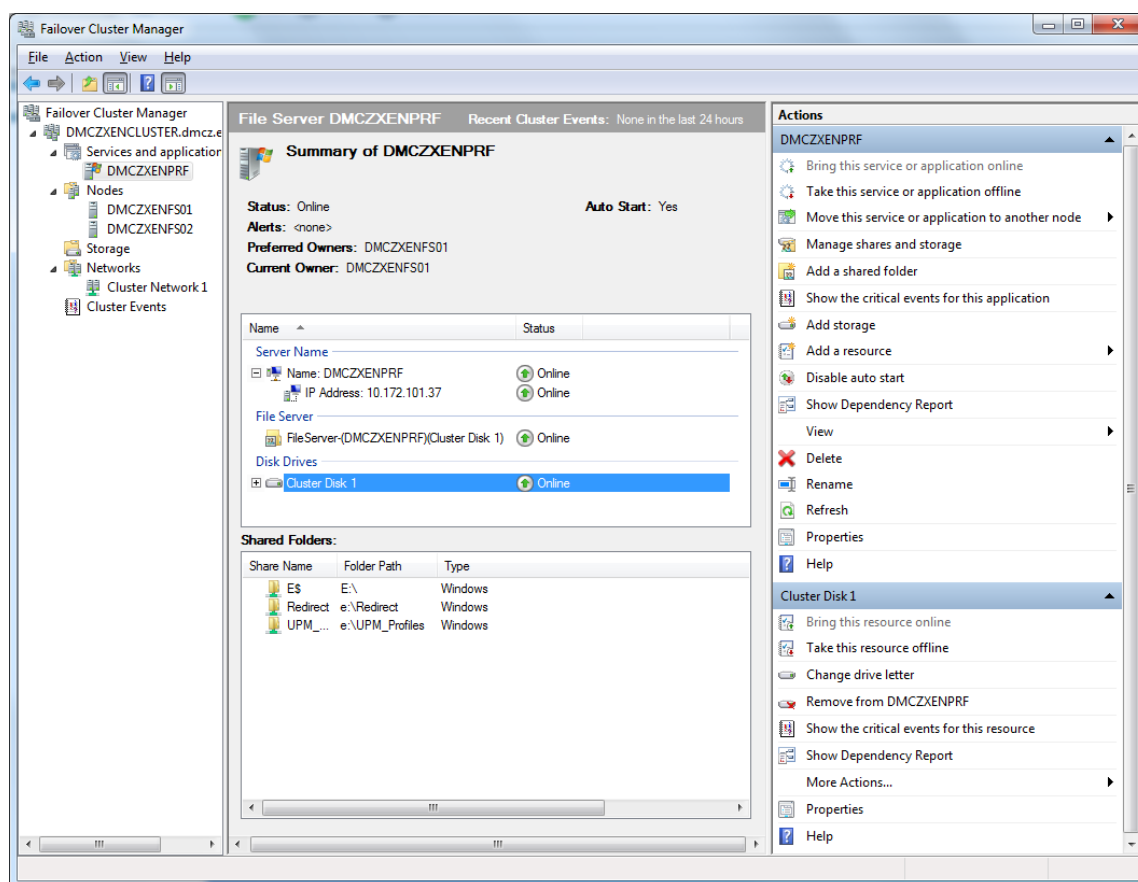 Failover Cluster Manager
File Action View Help
Failover Cluster Manager
DMCZXENCLUSTER.dmcz.e
Services and application
DMCZXENPRF
Nodes
DMCZXENFS01
DMCZXENFS02
Storage
Networks
Cluster Network 1
Cluster Events
File Server DMCZXENPRF Recent Cluster Events: None in the last 24 hours
Summary of DMCZXENPRF
Status: Online Auto Start: Yes
Alerts: <none>
Preferred Owners: DMCZXENFS01
Current Owner: DMCZXENFS01
Name Status
Server Name
Name: DMCZXENPRF Online
IP Address: 10.172.101.37 Online
File Server
FileServer-(DMCZXENPRF)(Cluster Disk 1) Online
Disk Drives
Cluster Disk 1 Online
Shared Folders:
Share Name Folder Path Type
E$ E:\ Windows
Redirect e:\Redirect Windows
UPM_... e:\UPM_Profiles Windows
Actions
DMCZXENPRF
Bring this service or application online
Take this service or application offline
Move this service or application to another node
Manage shares and storage
Add a shared folder
Show the critical events for this application
Add storage
Add a resource
Disable auto start
Show Dependency Report
View
Delete
Rename
Refresh
Properties
Help
Cluster Disk 1
Bring this resource online
Take this resource offline
Change drive letter
Remove from DMCZXENPRF
Show the critical events for this resource
Show Dependency Report
More Actions...
Properties
Help